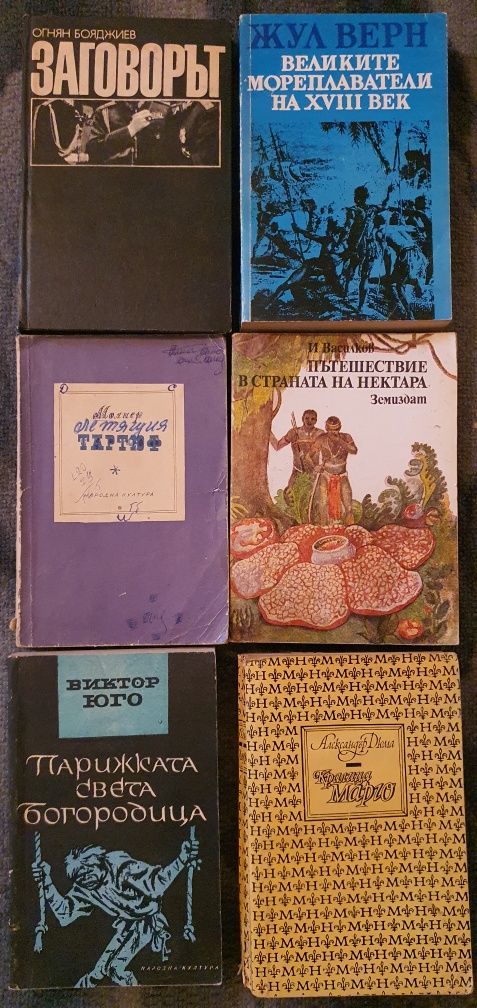 ОГНЯН БОЯДЖИЕВ
ЗАГОВОРЪТ
ЖУЛ ВЕРН
ВЕЛИКИТЕ
МОРЕПЛАВАТЕЛИ
НА XVIII ВЕК
Д С
Молиер
Летящия
ТАРТЮФ
*
НАРОДНА КУЛТУРА
И. Василков
ПЪТЕШЕСТВИЕ
В СТРАНАТА НА НЕКТАРА
Земиздат
ВИКТОР
ЮГО
ПАРИЖКАТА
СВЕТА
БОГОРОДИЦА
НАРОДНА КУЛТУРА
Александър Дюма
Кралица
МАРГО